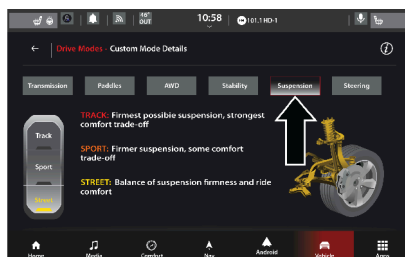 46°
OUT
10:58
101.1 HD-1
Drive Modes - Custom Mode Details
Transmission Paddles AWD Stability Suspension Steering
Track
Sport
Street
TRACK: Firmest possible suspension, strongest
comfort trade-off
SPORT: Firmer suspension, some comfort
trade-off
STREET: Balance of suspension firmness and ride
comfort
Home Media Comfort Nav Android Vehicle Apps